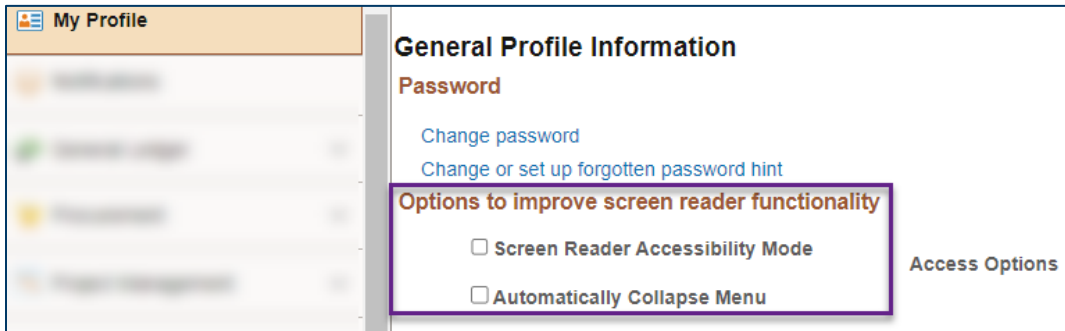 My Profile
General Profile Information
Password
Change password
Change or set up forgotten password hint
Options to improve screen reader functionality
Screen Reader Accessibility Mode
Access Options
Automatically Collapse Menu